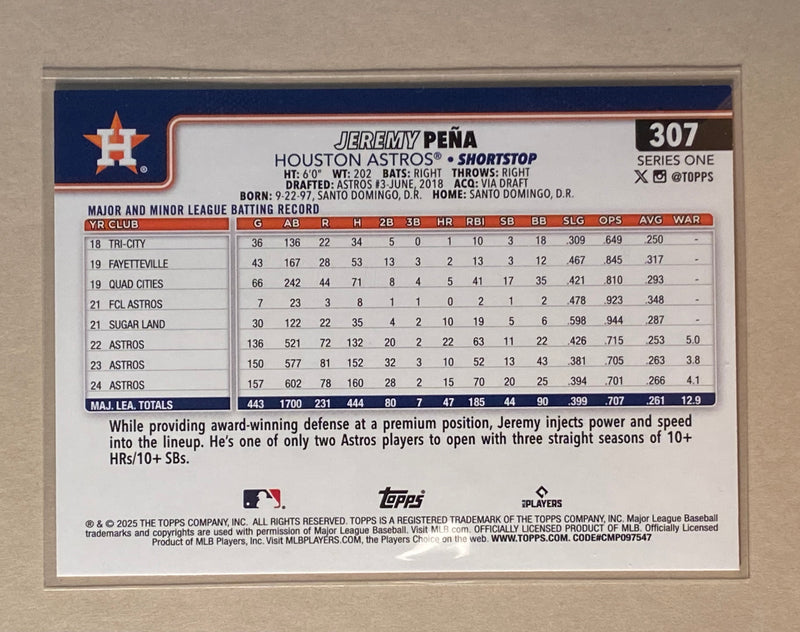 H ®
307
JEREMY PEÑA
HOUSTON ASTROS® • SHORTSTOP
SERIES ONE
HT: 6'0" WT: 202 BATS: RIGHT THROWS: RIGHT
@TOPPS
DRAFTED: ASTROS #3-JUNE, 2018 ACQ: VIA DRAFT
BORN: 9-22-97, SANTO DOMINGO, D.R. HOME: SANTO DOMINGO, D.R.
MAJOR AND MINOR LEAGUE BATTING RECORD
YR CLUB G AB R H 2B 3B HR RBI SB BB SLG OPS AVG WAR
18 TRI-CITY 36 136 22 34 5 0 1 10 3 18 .309 .649 .250 -
19 FAYETTEVILLE 43 167 28 53 13 3 2 13 3 12 .467 .845 .317 -
19 QUAD CITIES 66 242 44 71 8 4 5 41 17 35 .421 .810 .293 -
21 FCL ASTROS 7 23 3 8 1 1 0 2 1 2 .478 .923 .348 -
21 SUGAR LAND 30 122 22 35 4 2 10 19 5 6 .598 .944 .287 -
22 ASTROS 136 521 72 132 20 2 22 63 11 22 .426 .715 .253 5.0
23 ASTROS 150 577 81 152 32 3 10 52 13 43 .381 .705 .263 3.8
24 ASTROS 157 602 78 160 28 2 15 70 20 25 .394 .701 .266 4.1
MAJ. LEA. TOTALS 443 1700 231 444 80 7 47 185 44 90 .399 .707 .261 12.9
While providing award-winning defense at a premium position, Jeremy injects power and speed
into the lineup. He's one of only two Astros players to open with three straight seasons of 10+
HRs/10+ SBs.
Topps
PLAYERS
® & © 2025 THE TOPPS COMPANY, INC. ALL RIGHTS RESERVED. TOPPS IS A REGISTERED TRADEMARK OF THE TOPPS COMPANY, INC. Major League Baseball
trademarks and copyrights are used with permission of Major League Baseball. Visit MLB.com. OFFICIALLY LICENSED PRODUCT OF MLB. Officially Licensed
Product of MLB Players, Inc. Visit MLBPLAYERS.COM, the Players Choice on the web. WWW.TOPPS.COM. CODE#CMP097547